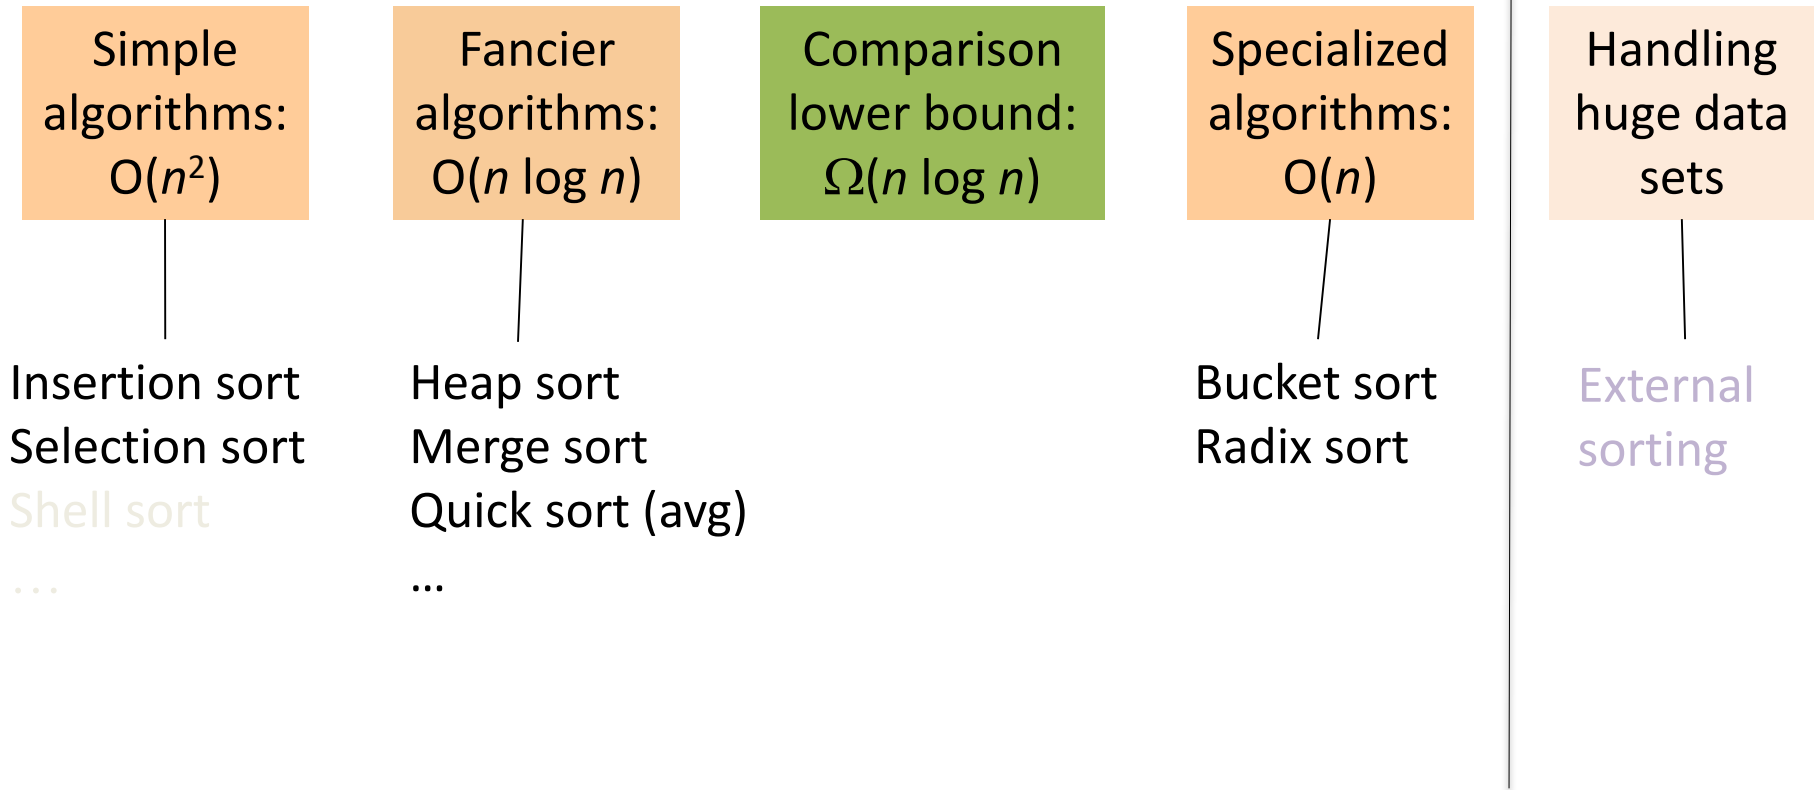 Simple
algorithms:
O(n²)
Fancier
algorithms:
O(n log n)
Comparison
lower bound:
Ω(n log n)
Specialized
algorithms:
O(n)
Handling
huge data
sets
Insertion sort
Selection sort
Shell sort
…
Heap sort
Merge sort
Quick sort (avg)
…
Bucket sort
Radix sort
External
sorting